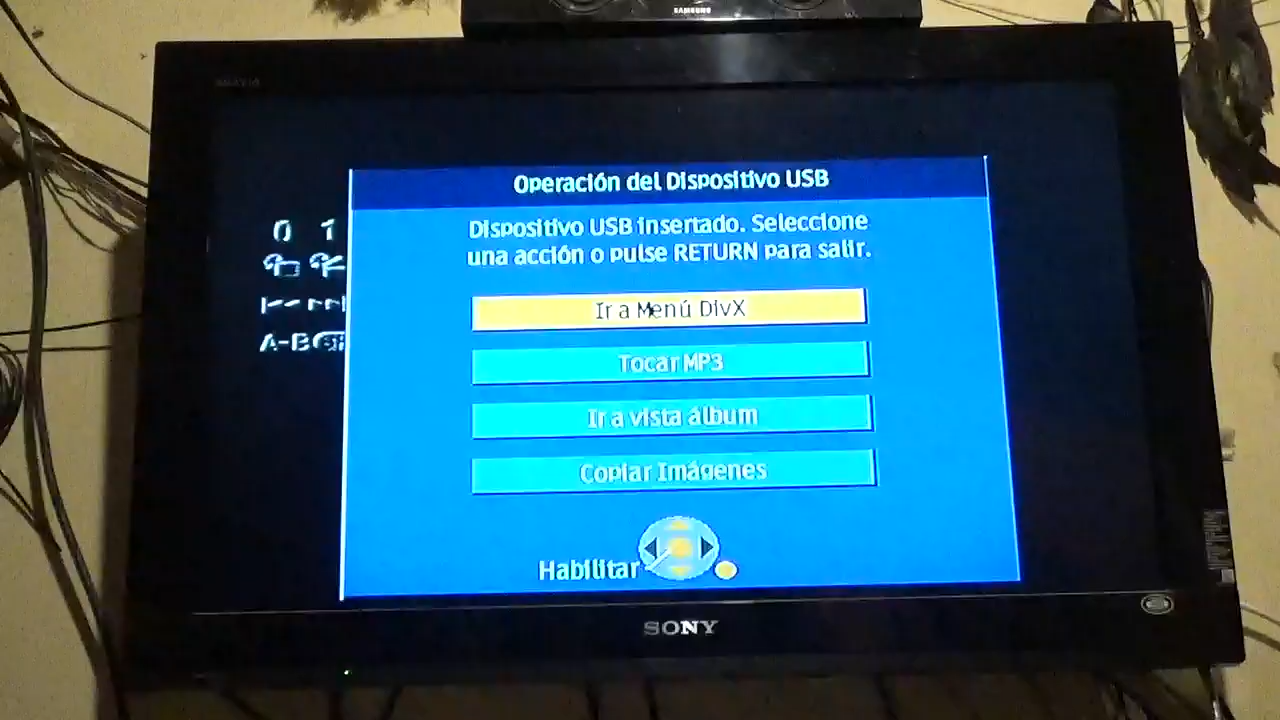 SAMSUNG
BRAVIA
Operación del Dispositivo USB
Dispositivo USB insertado. Seleccione
una acción o pulse RETURN para salir.
0 1
Ir a Menú DivX
A-B
Tocar MP3
Ir a vista álbum
Copiar Imágenes
Habilitar
SONY